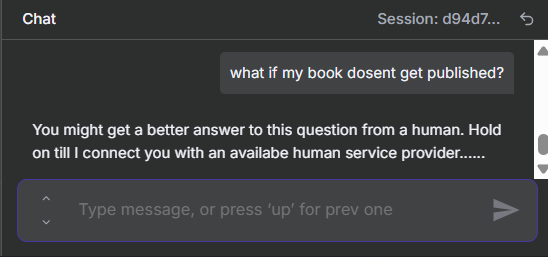 Chat
Session: d94d7...
what if my book dosent get published?
You might get a better answer to this question from a human. Hold
on till I connect you with an availabe human service provider......
Type message, or press ‘up’ for prev one